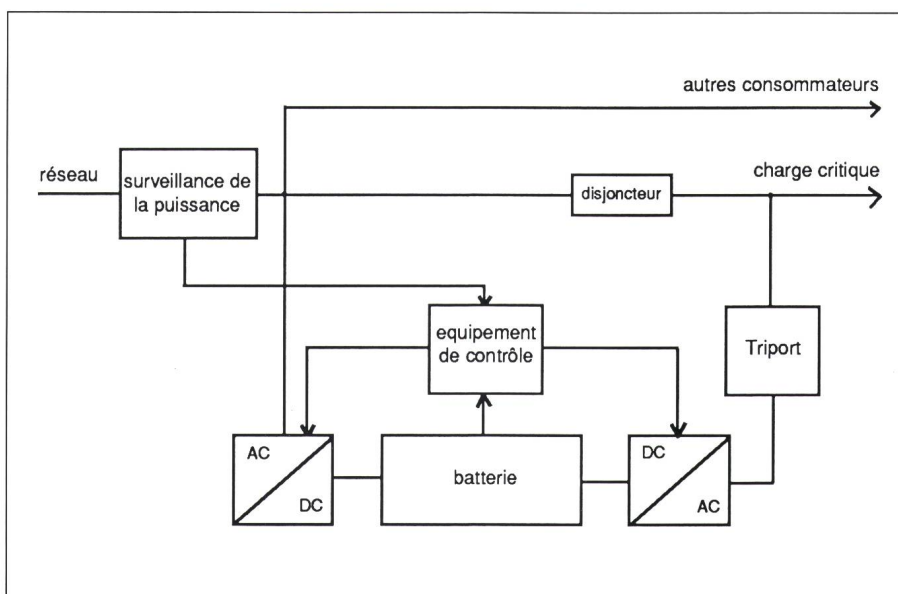 autres consommateurs
réseau
surveillance de
la puissance
disjoncteur
charge critique
equipement
de contrôle
Triport
AC
DC
batterie
DC
AC